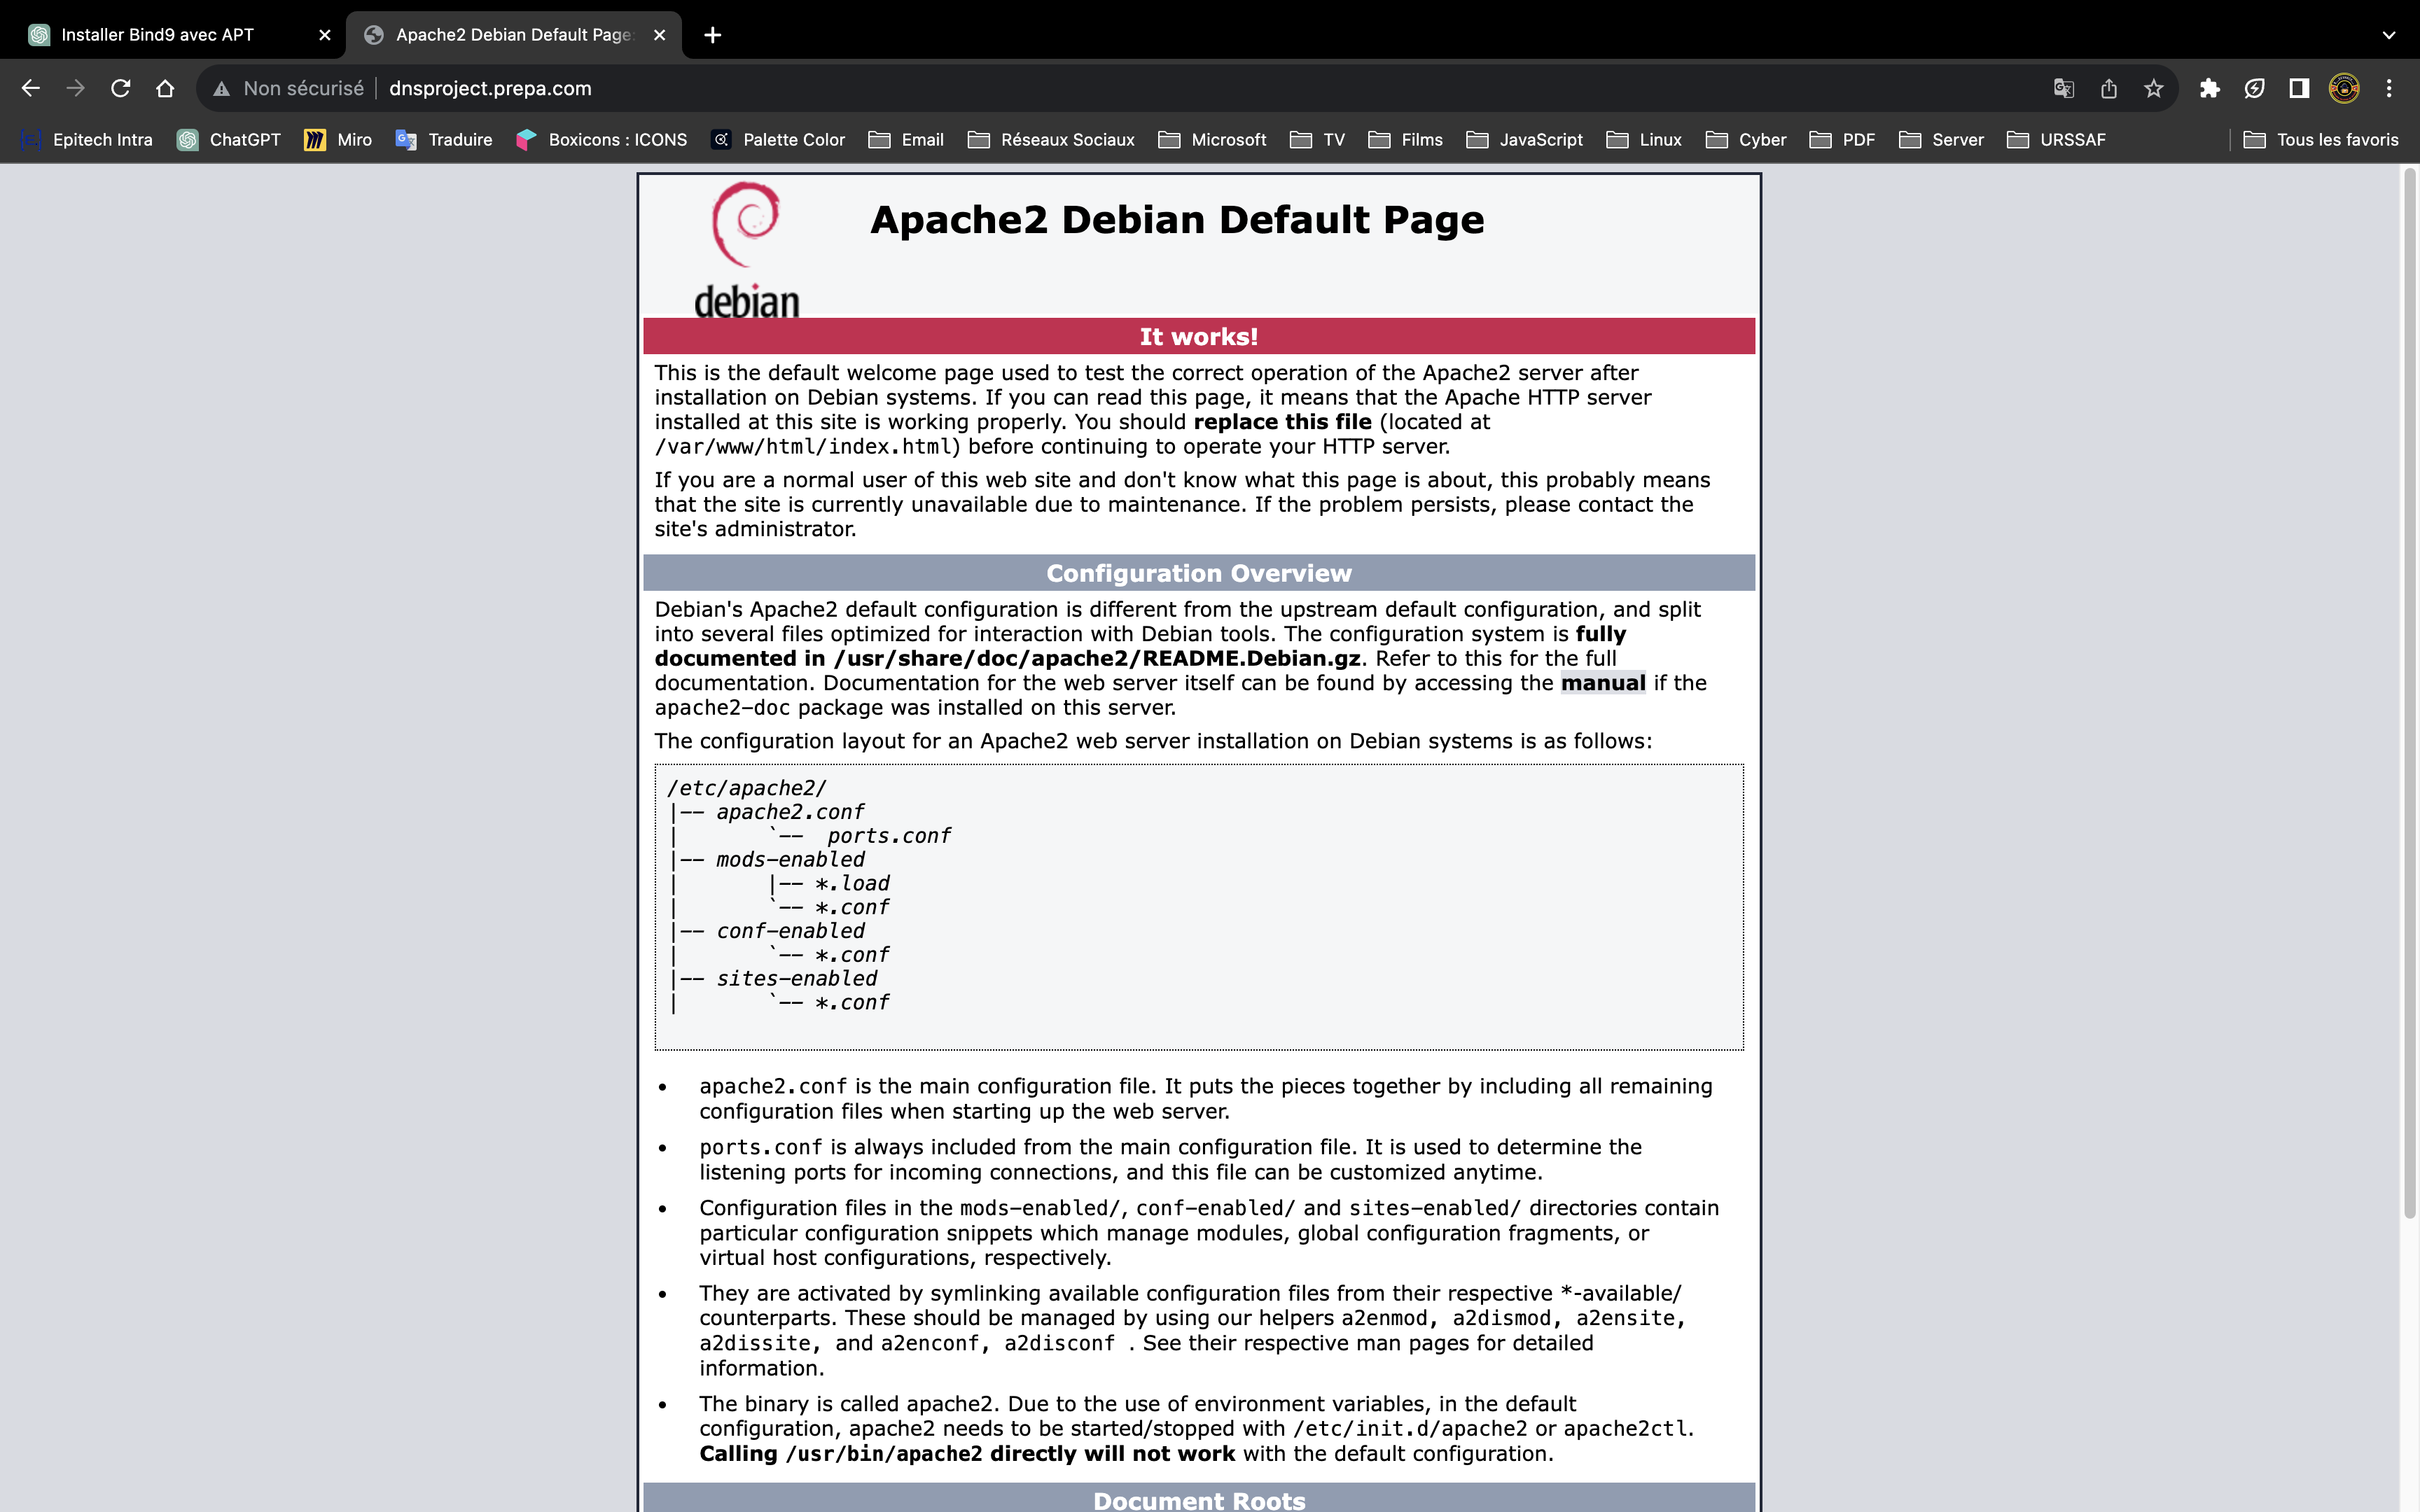 Installer Bind9 avec APT
Apache2 Debian Default Page:
Non sécurisé
dnsproject.prepa.com
Epitech Intra
ChatGPT
Miro
Traduire
Boxicons : ICONS
Palette Color
Email
Réseaux Sociaux
Microsoft
TV
Films
JavaScript
Linux
Cyber
PDF
Server
URSSAF
Tous les favoris
debian
Apache2 Debian Default Page
It works!
This is the default welcome page used to test the correct operation of the Apache2 server after
installation on Debian systems. If you can read this page, it means that the Apache HTTP server
installed at this site is working properly. You should replace this file (located at
/var/www/html/index.html) before continuing to operate your HTTP server.
If you are a normal user of this web site and don't know what this page is about, this probably means
that the site is currently unavailable due to maintenance. If the problem persists, please contact the
site's administrator.
Configuration Overview
Debian's Apache2 default configuration is different from the upstream default configuration, and split
into several files optimized for interaction with Debian tools. The configuration system is fully
documented in /usr/share/doc/apache2/README.Debian.gz. Refer to this for the full
documentation. Documentation for the web server itself can be found by accessing the manual if the
apache2-doc package was installed on this server.
The configuration layout for an Apache2 web server installation on Debian systems is as follows:
/etc/apache2/
|-- apache2.conf
|       `--  ports.conf
|-- mods-enabled
|       |-- *.load
|       `-- *.conf
|-- conf-enabled
|       `-- *.conf
|-- sites-enabled
|       `-- *.conf
• apache2.conf is the main configuration file. It puts the pieces together by including all remaining
configuration files when starting up the web server.
• ports.conf is always included from the main configuration file. It is used to determine the
listening ports for incoming connections, and this file can be customized anytime.
• Configuration files in the mods-enabled/, conf-enabled/ and sites-enabled/ directories contain
particular configuration snippets which manage modules, global configuration fragments, or
virtual host configurations, respectively.
• They are activated by symlinking available configuration files from their respective *-available/
counterparts. These should be managed by using our helpers a2enmod, a2dismod, a2ensite,
a2dissite, and a2enconf, a2disconf . See their respective man pages for detailed
information.
• The binary is called apache2. Due to the use of environment variables, in the default
configuration, apache2 needs to be started/stopped with /etc/init.d/apache2 or apache2ctl.
Calling /usr/bin/apache2 directly will not work with the default configuration.
Document Roots